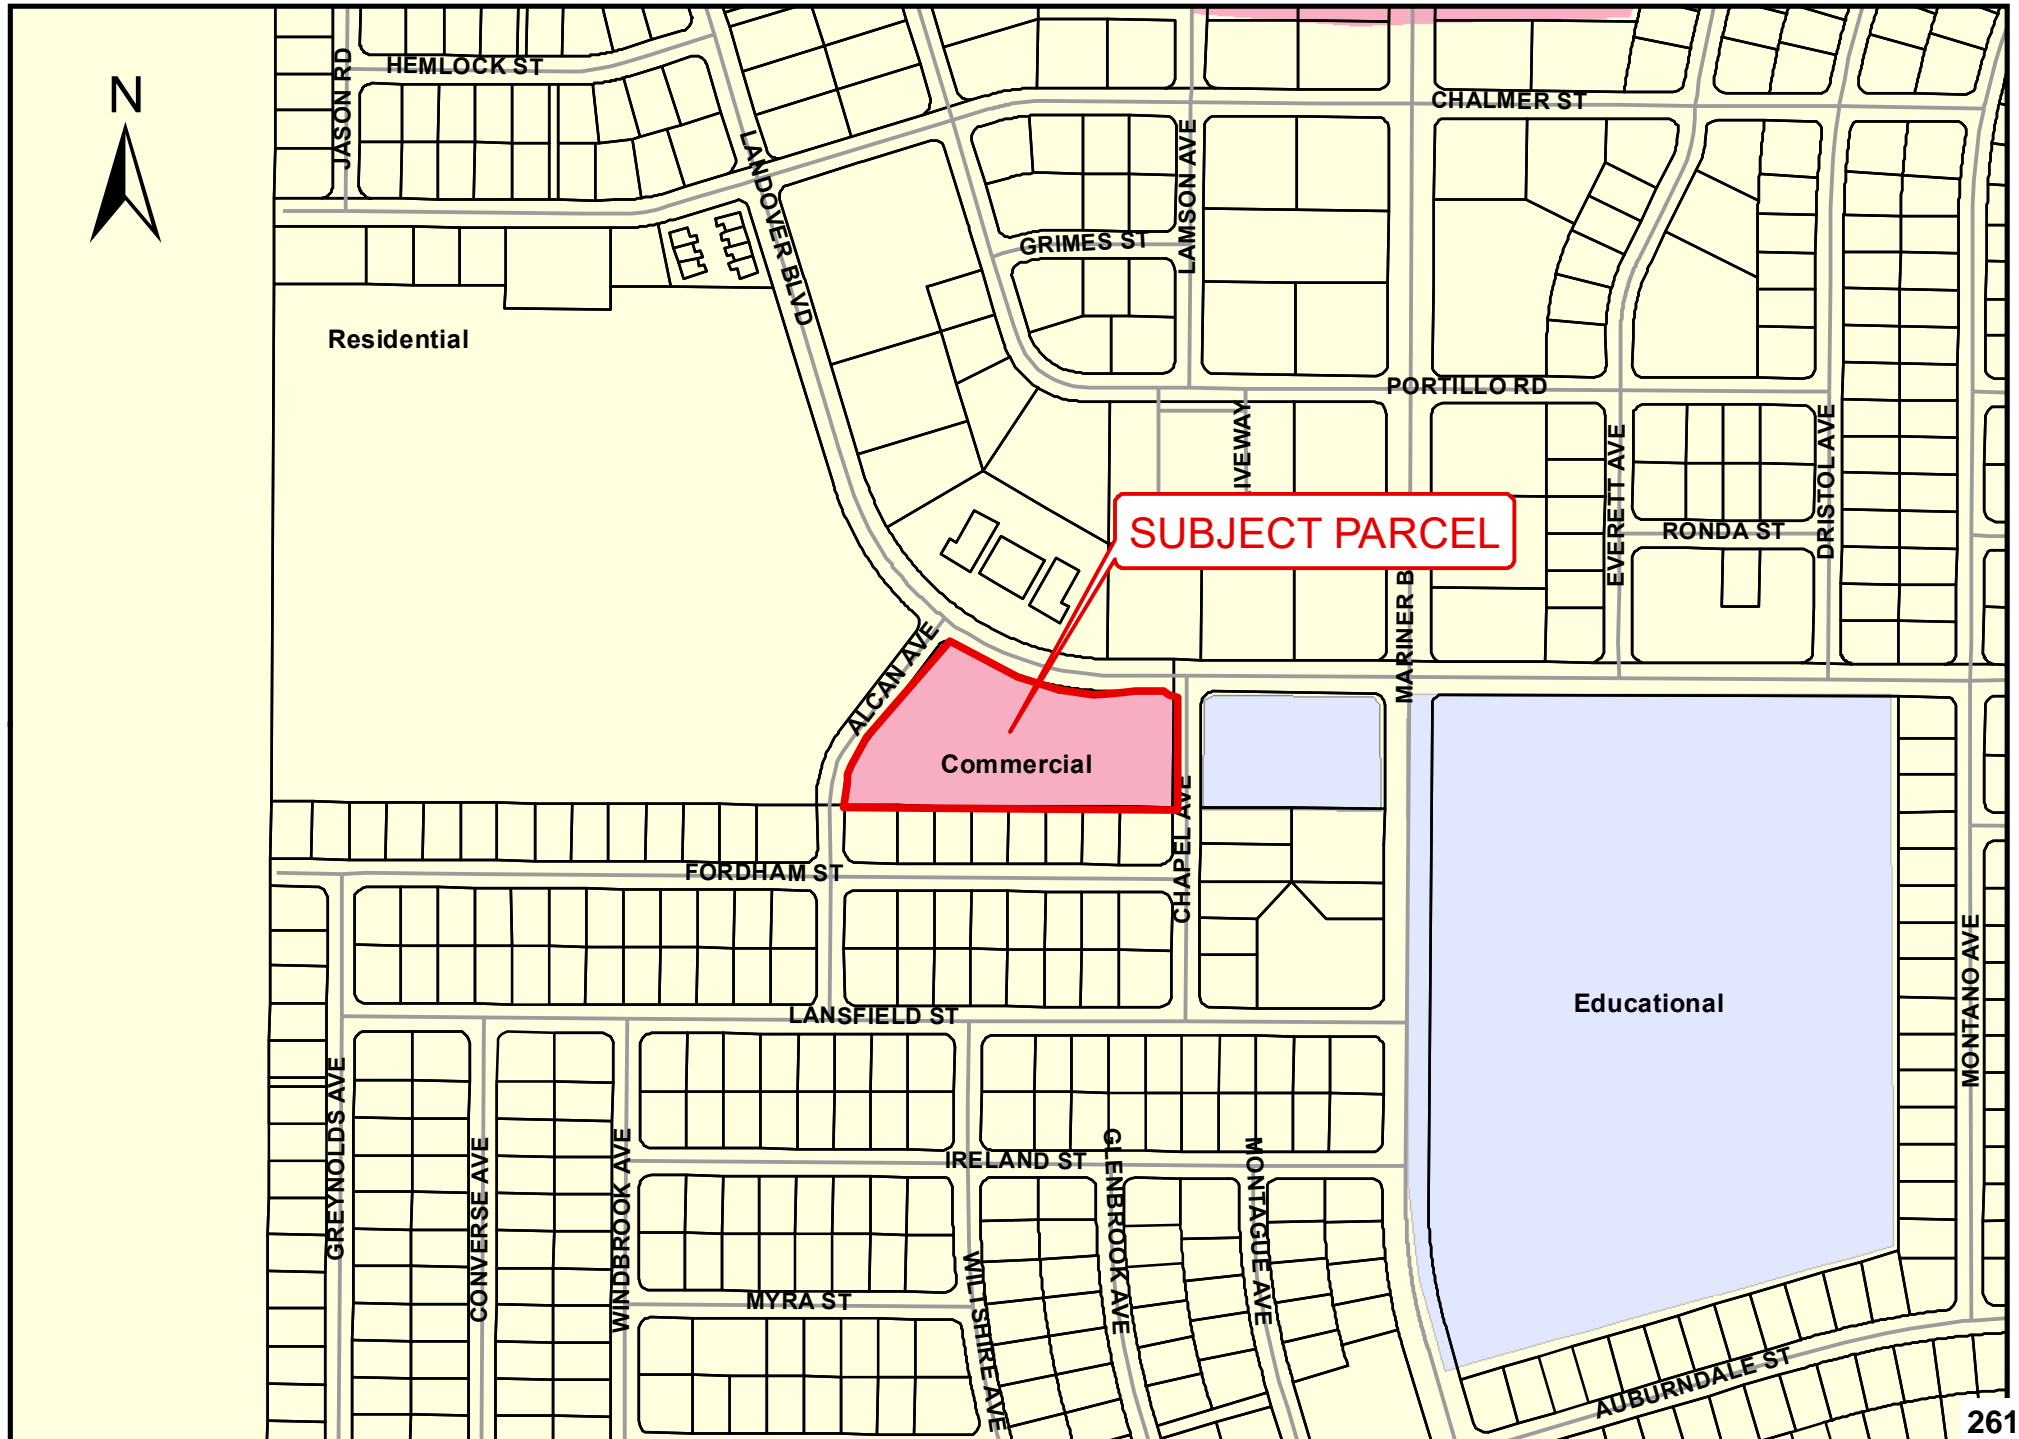 HEMLOCK ST
N
JASON RD
CHALMER ST
LANDOVER BLVD
LAMSON AVE
GRIMES ST
Residential
PORTILLO RD
IVEWAY
EVERETT AVE
DRISTOL AVE
SUBJECT PARCEL
RONDA ST
MARINER B
ALCAN AVE
Commercial
CHAPEL AVE
FORDHAM ST
MONTANO AVE
Educational
LANSFIELD ST
GREYNOLDS AVE
CONVERSE AVE
WINDBROOK AVE
IRELAND ST
GLENBROOK AVE
MONTAGUE AVE
MYRA ST
WILTSHIRE AVE
AUBURNDALE ST
261